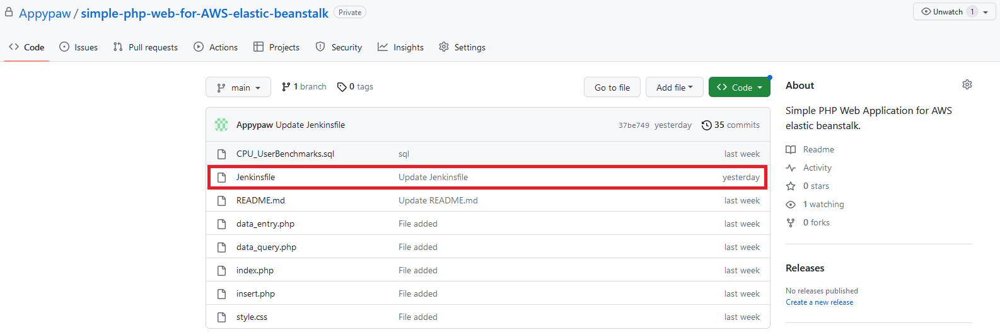 Appypaw / simple-php-web-for-AWS-elastic-beanstalk Private
Unwatch 1
Code Issues Pull requests Actions Projects Security Insights Settings
main 1 branch 0 tags Go to file Add file Code
Appypaw Update Jenkinsfile 37be749 yesterday 35 commits
CPU_UserBenchmarks.sql sql last week
Jenkinsfile Update Jenkinsfile yesterday
README.md Update README.md last week
data_entry.php File added last week
data_query.php File added last week
index.php File added last week
insert.php File added last week
style.css File added last week
About
Simple PHP Web Application for AWS
elastic beanstalk.
Readme
Activity
0 stars
1 watching
0 forks
Releases
No releases published
Create a new release